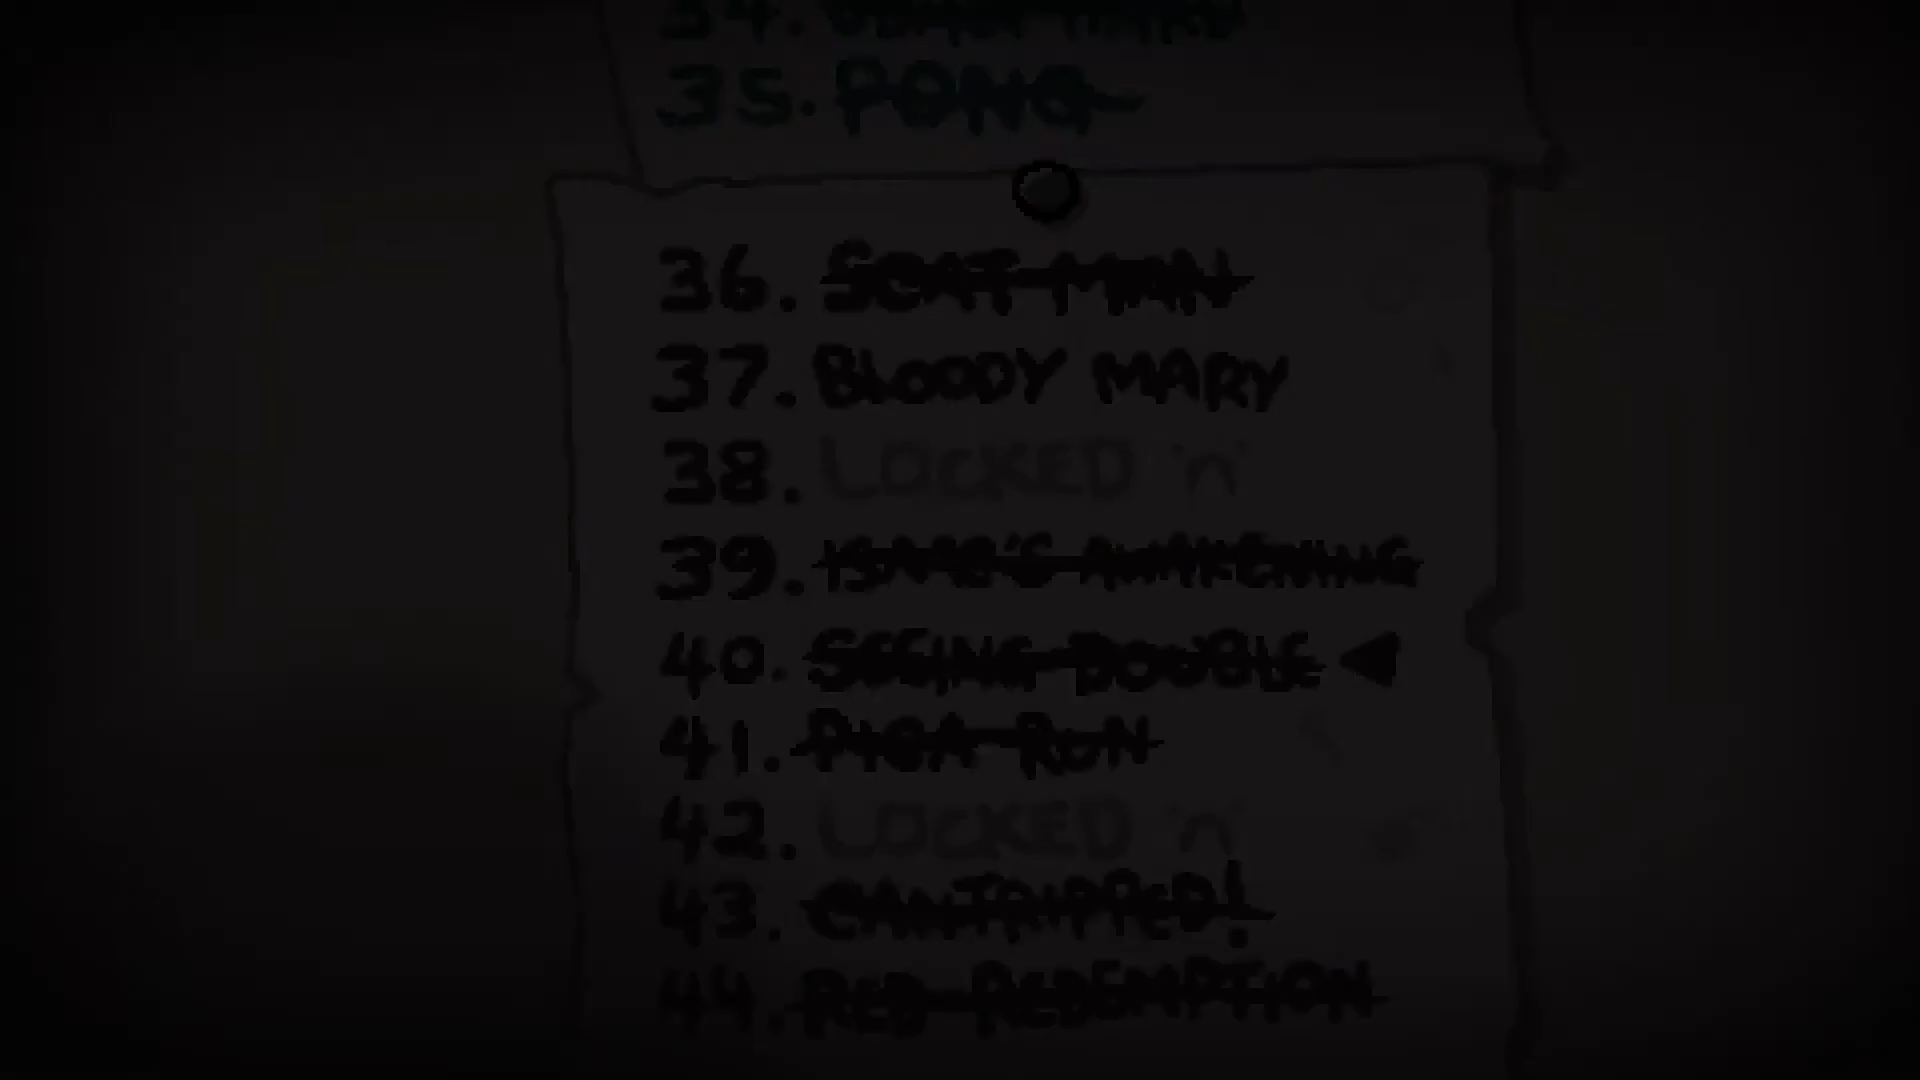 34.
35. PONG
36. SCAT MAN
37. BLOODY MARY
38. LOCKED 'n'
39. ISAAC'S AWAKENING
40. SEEING DOUBLE
41. PICA RUN
42. LOCKED 'n'
43. CANTRIPPED!
44. RED REDEMPTION